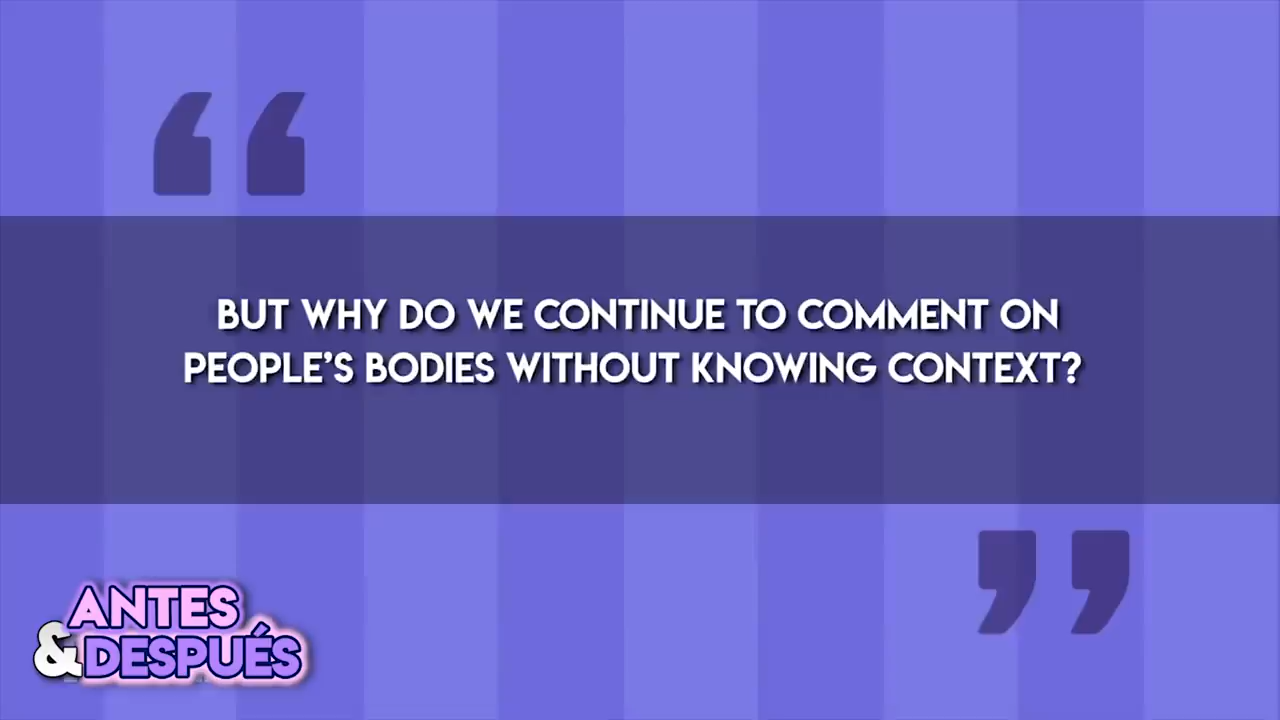 BUT WHY DO WE CONTINUE TO COMMENT ON
PEOPLE’S BODIES WITHOUT KNOWING CONTEXT?
ANTES
&DESPUÉS